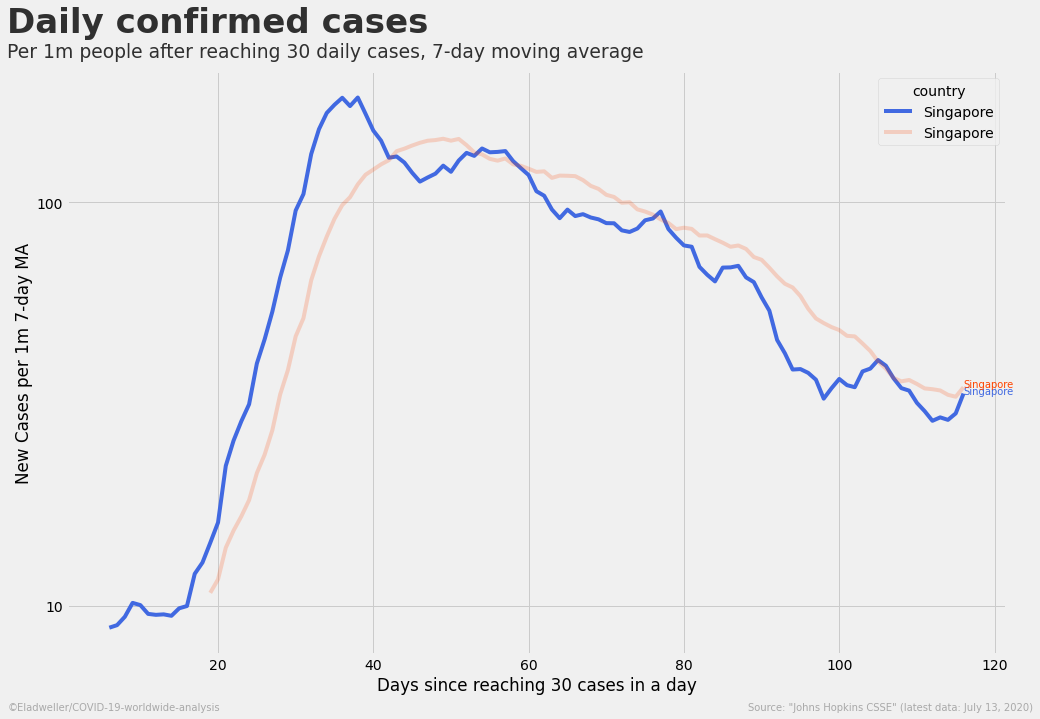 Daily confirmed cases
Per 1m people after reaching 30 daily cases, 7-day moving average
country
Singapore
Singapore
100
10
New Cases per 1m 7-day MA
Singapore
Singapore
20
40
60
80
100
120
Days since reaching 30 cases in a day
©Eladweller/COVID-19-worldwide-analysis
Source: "Johns Hopkins CSSE" (latest data: July 13, 2020)